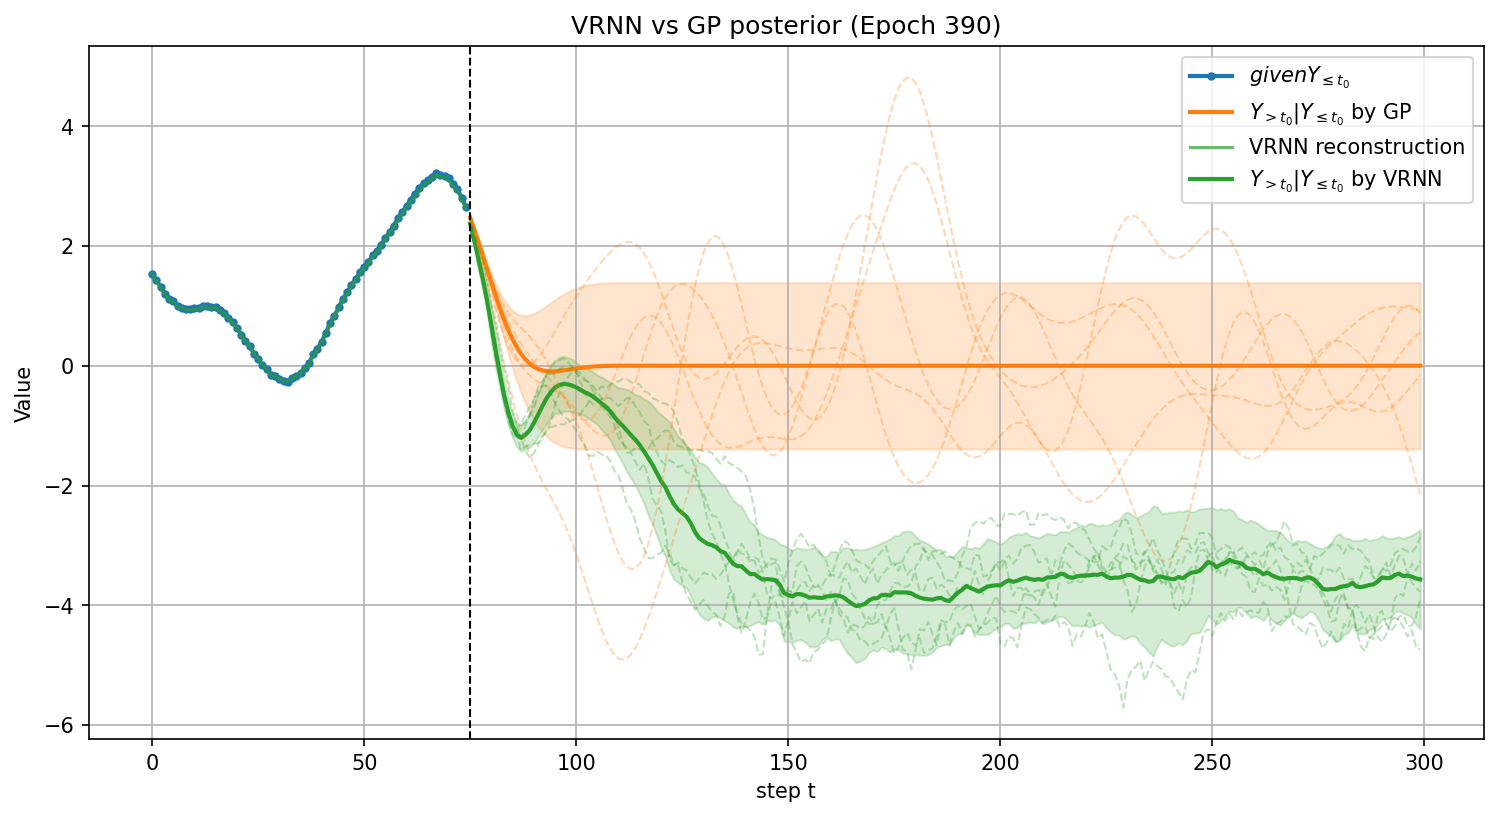 VRNN vs GP posterior (Epoch 390)
givenY≤t₀
Y>t₀|Y≤t₀ by GP
VRNN reconstruction
Y>t₀|Y≤t₀ by VRNN
Value
4
2
0
−2
−4
−6
0 50 100 150 200 250 300
step t